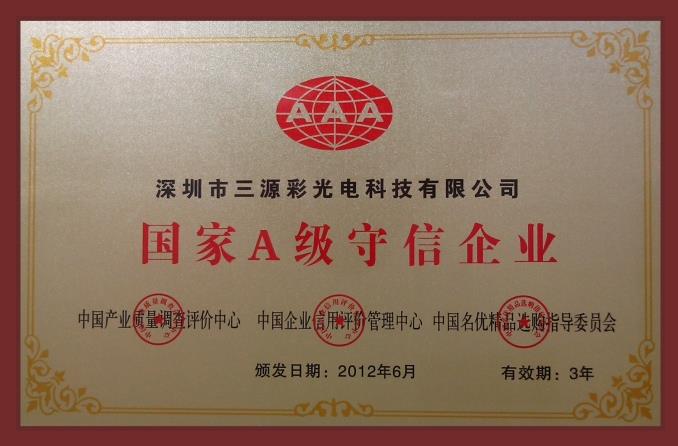 AAA
深圳市三源彩光电科技有限公司
国家A级守信企业
中国产业质量调查评价中心 中国企业信用评价管理中心 中国名优精品选购指导委员会
颁发日期：2012年6月 有效期：3年